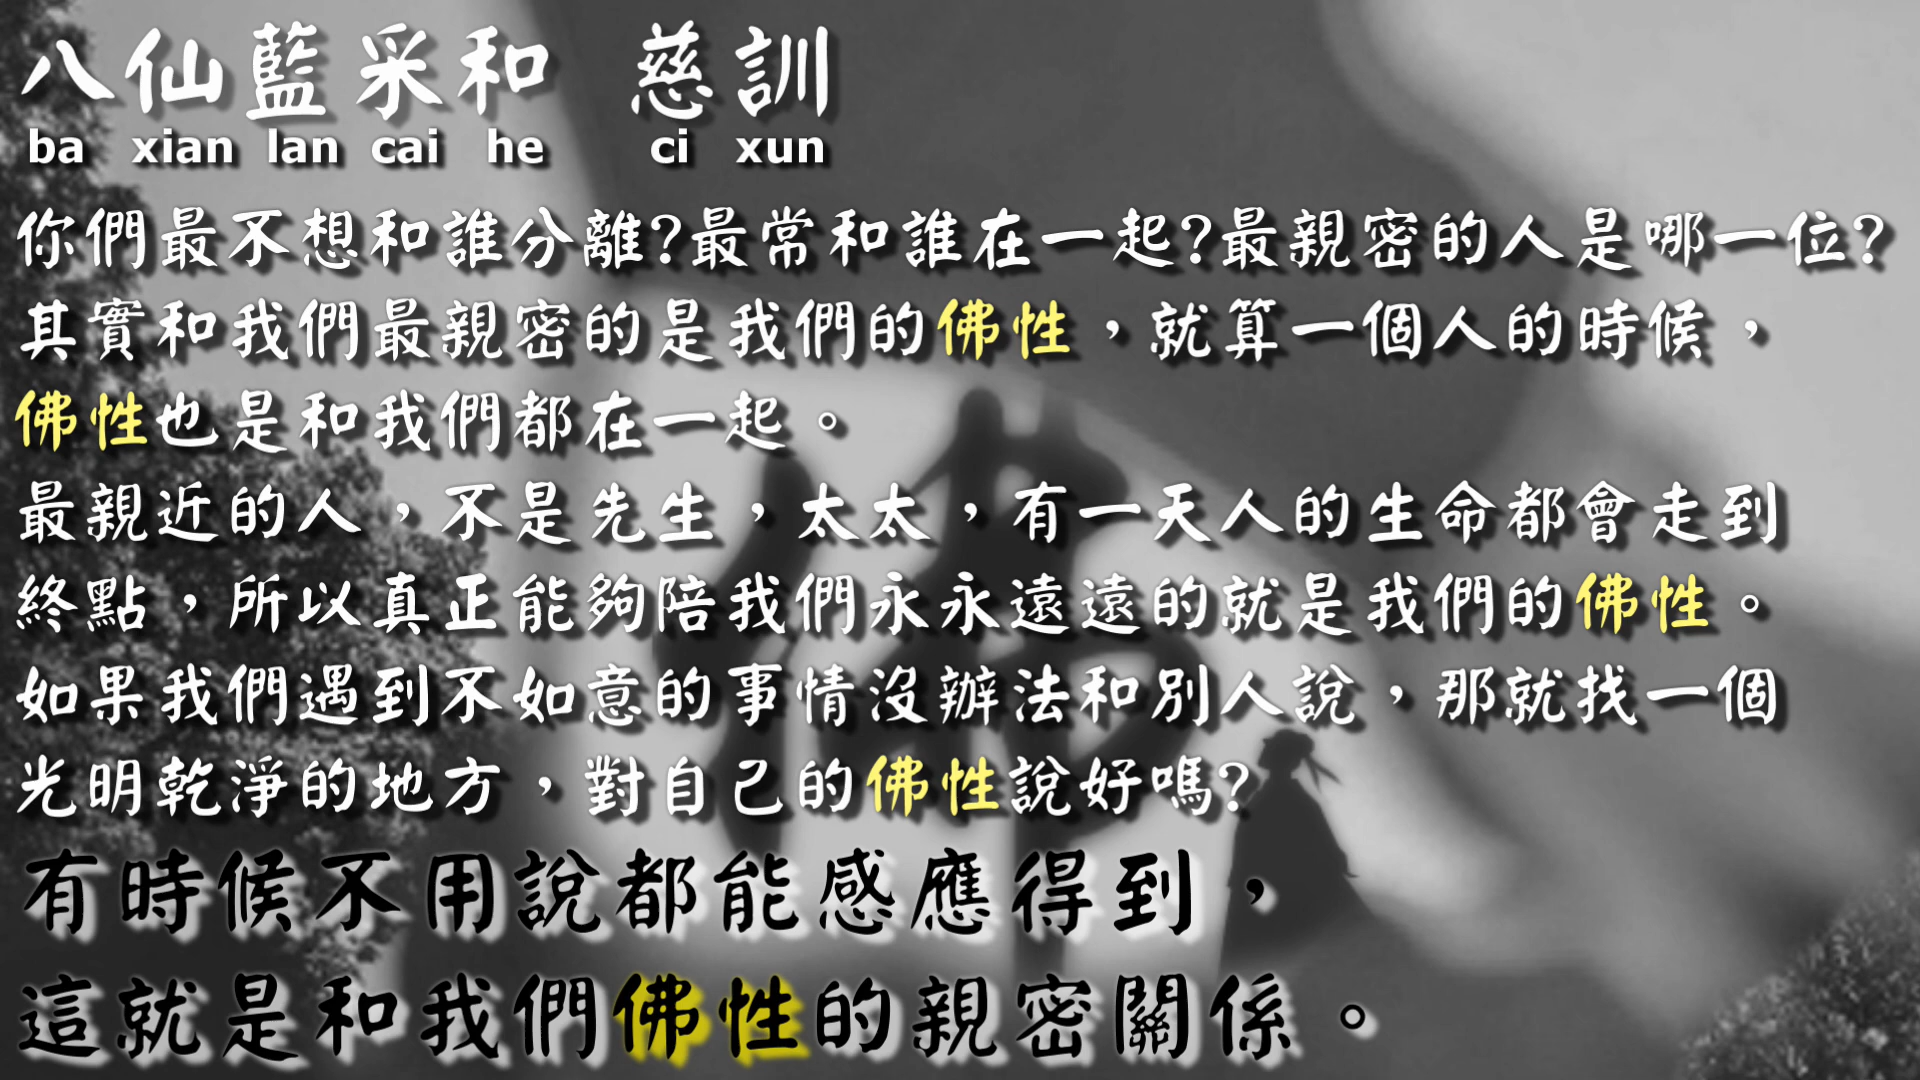 八仙藍采和 慈訓
ba xian lan cai he ci xun
你們最不想和誰分離?最常和誰在一起?最親密的人是哪一位?
其實和我們最親密的是我們的佛性，就算一個人的時候，
佛性也是和我們都在一起。
最親近的人，不是先生，太太，有一天人的生命都會走到
終點，所以真正能夠陪我們永永遠遠的就是我們的佛性。
如果我們遇到不如意的事情沒辦法和別人說，那就找一個
光明乾淨的地方，對自己的佛性說好嗎?
有時候不用說都能感應得到，
這就是和我們佛性的親密關係。
佛